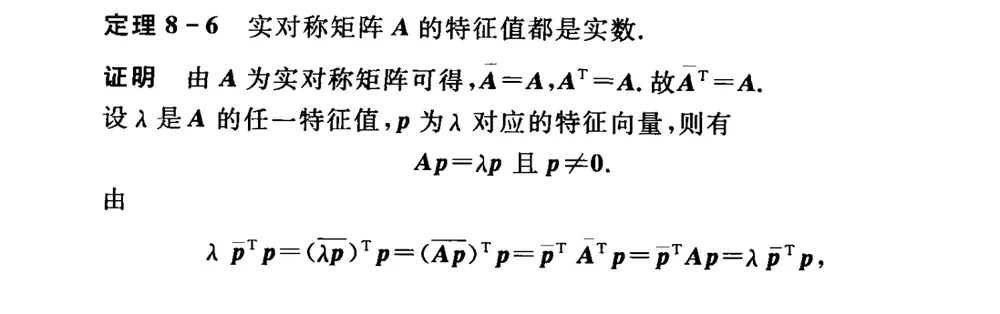 定理8-6 实对称矩阵 A 的特征值都是实数.
证明 由 A 为实对称矩阵可得,A̅=A,Aᵀ=A.故A̅ᵀ=A.
设 λ 是 A 的任一特征值,p 为 λ 对应的特征向量,则有
Ap=λp 且 p≠0.
由
λ p̅ᵀp=(λ̅p̅)ᵀp=(A̅p̅)ᵀp=p̅ᵀ A̅ᵀp=p̅ᵀAp=λ p̅ᵀp,